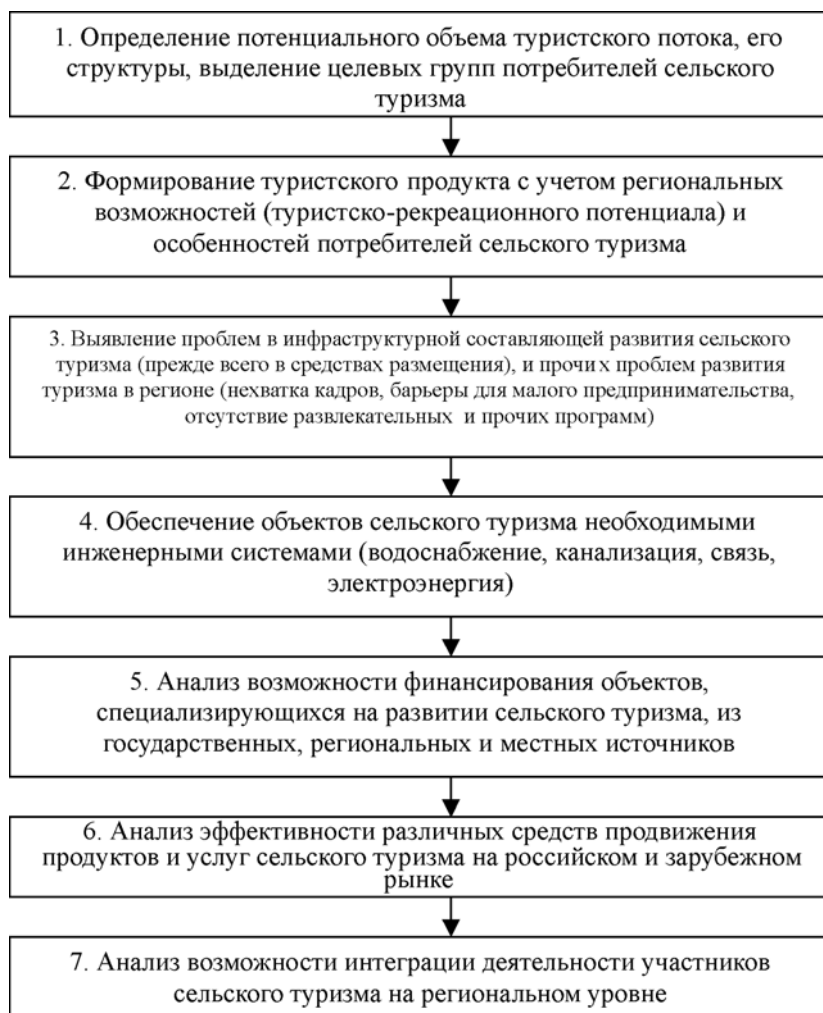 1. Определение потенциального объема туристского потока, его
структуры, выделение целевых групп потребителей сельского
туризма
2. Формирование туристского продукта с учетом региональных
возможностей (туристско-рекреационного потенциала) и
особенностей потребителей сельского туризма
3. Выявление проблем в инфраструктурной составляющей развития сельского
туризма (прежде всего в средствах размещения), и прочих проблем развития
туризма в регионе (нехватка кадров, барьеры для малого предпринимательства,
отсутствие развлекательных и прочих программ)
4. Обеспечение объектов сельского туризма необходимыми
инженерными системами (водоснабжение, канализация, связь,
электроэнергия)
5. Анализ возможности финансирования объектов,
специализирующихся на развитии сельского туризма, из
государственных, региональных и местных источников
6. Анализ эффективности различных средств продвижения
продуктов и услуг сельского туризма на российском и зарубежном
рынке
7. Анализ возможности интеграции деятельности участников
сельского туризма на региональном уровне